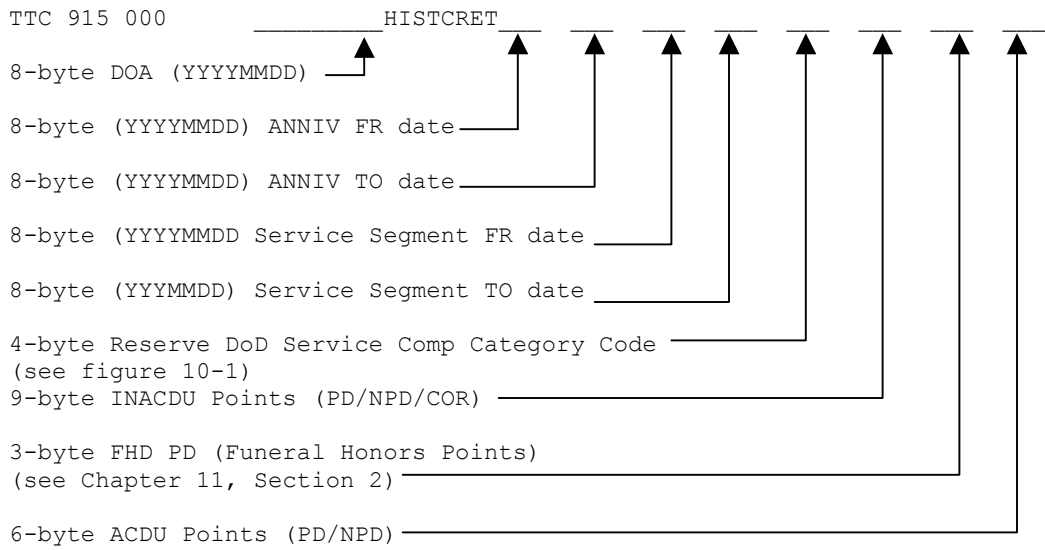 TTC 915 000 _________HISTCRET___ ___ ___ ___ ___ ___ ___ ___
8-byte DOA (YYYYMMDD)
8-byte (YYYYMMDD) ANNIV FR date
8-byte (YYYYMMDD) ANNIV TO date
8-byte (YYYYMMDD Service Segment FR date
8-byte (YYYMMDD) Service Segment TO date
4-byte Reserve DoD Service Comp Category Code
(see figure 10-1)
9-byte INACDU Points (PD/NPD/COR)
3-byte FHD PD (Funeral Honors Points)
(see Chapter 11, Section 2)
6-byte ACDU Points (PD/NPD)